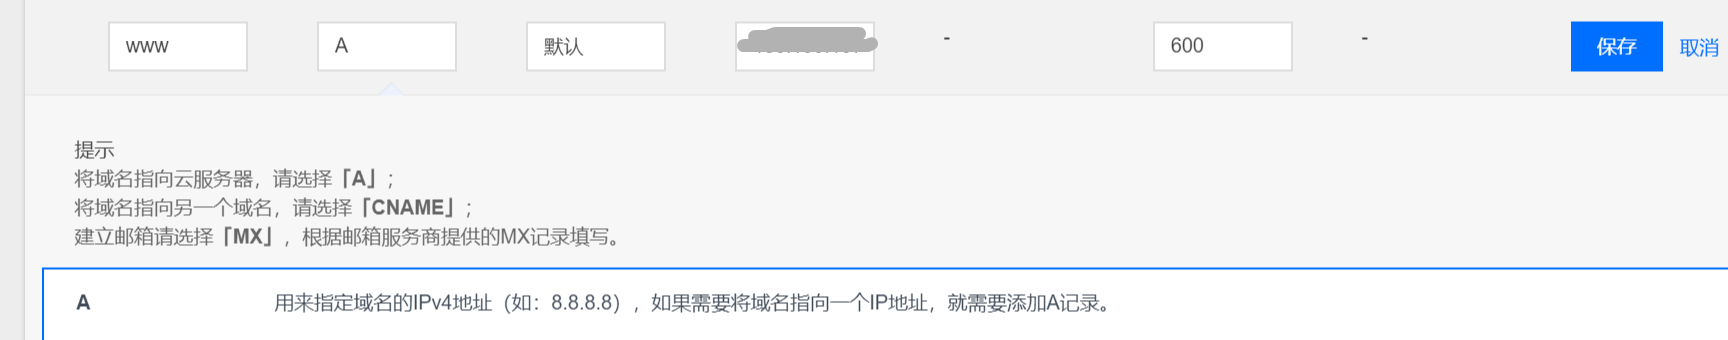 www A 默认 - 600 - 保存 取消
提示
将域名指向云服务器，请选择「A」；
将域名指向另一个域名，请选择「CNAME」；
建立邮箱请选择「MX」，根据邮箱服务商提供的MX记录填写。
A 用来指定域名的IPv4地址（如：8.8.8.8），如果需要将域名指向一个IP地址，就需要添加A记录。